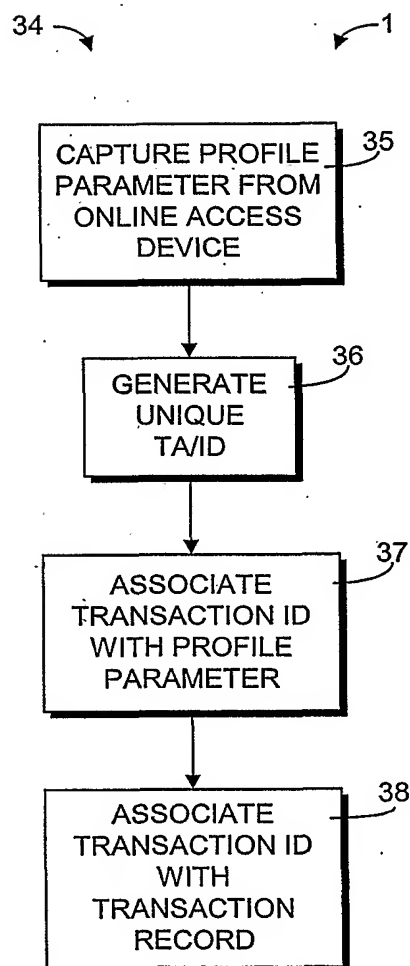 34
1
CAPTURE PROFILE
PARAMETER FROM
ONLINE ACCESS
DEVICE
35
GENERATE
UNIQUE
TA/ID
36
ASSOCIATE
TRANSACTION ID
WITH PROFILE
PARAMETER
37
ASSOCIATE
TRANSACTION ID
WITH
TRANSACTION
RECORD
38